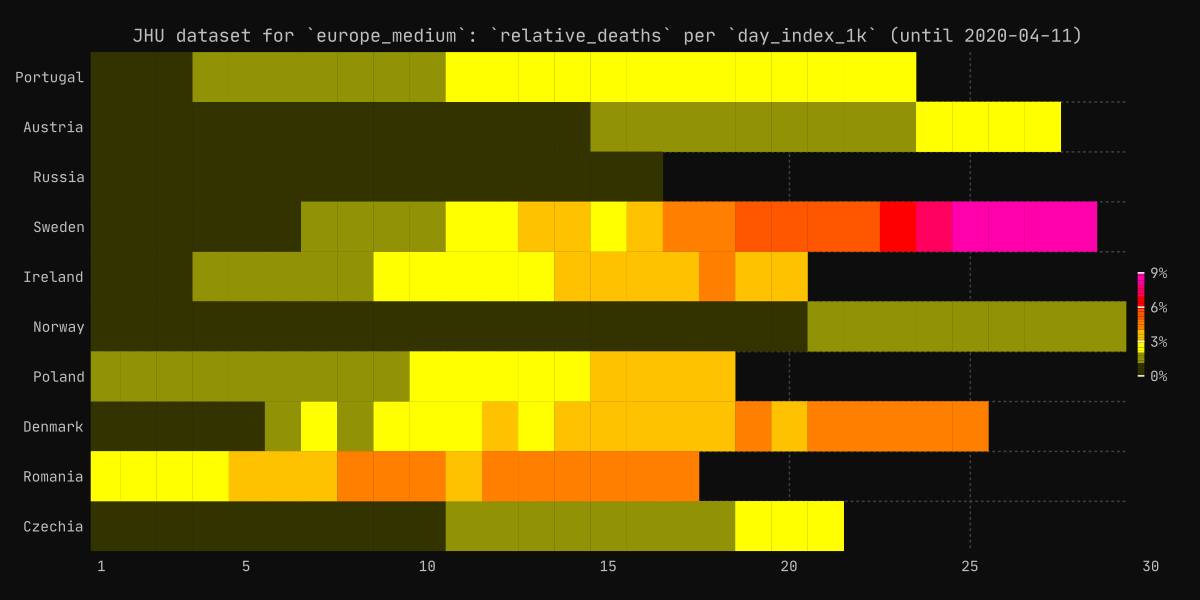 JHU dataset for `europe_medium`: `relative_deaths` per `day_index_1k` (until 2020-04-11)
Portugal
Austria
Russia
Sweden
Ireland
Norway
Poland
Denmark
Romania
Czechia
9%
6%
3%
0%
1 5 10 15 20 25 30